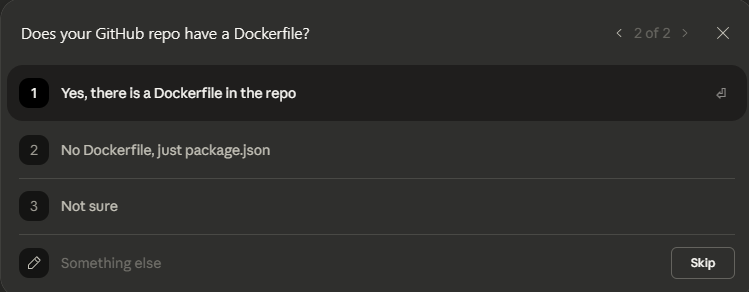 Does your GitHub repo have a Dockerfile?
2 of 2
1 Yes, there is a Dockerfile in the repo
2 No Dockerfile, just package.json
3 Not sure
Something else
Skip